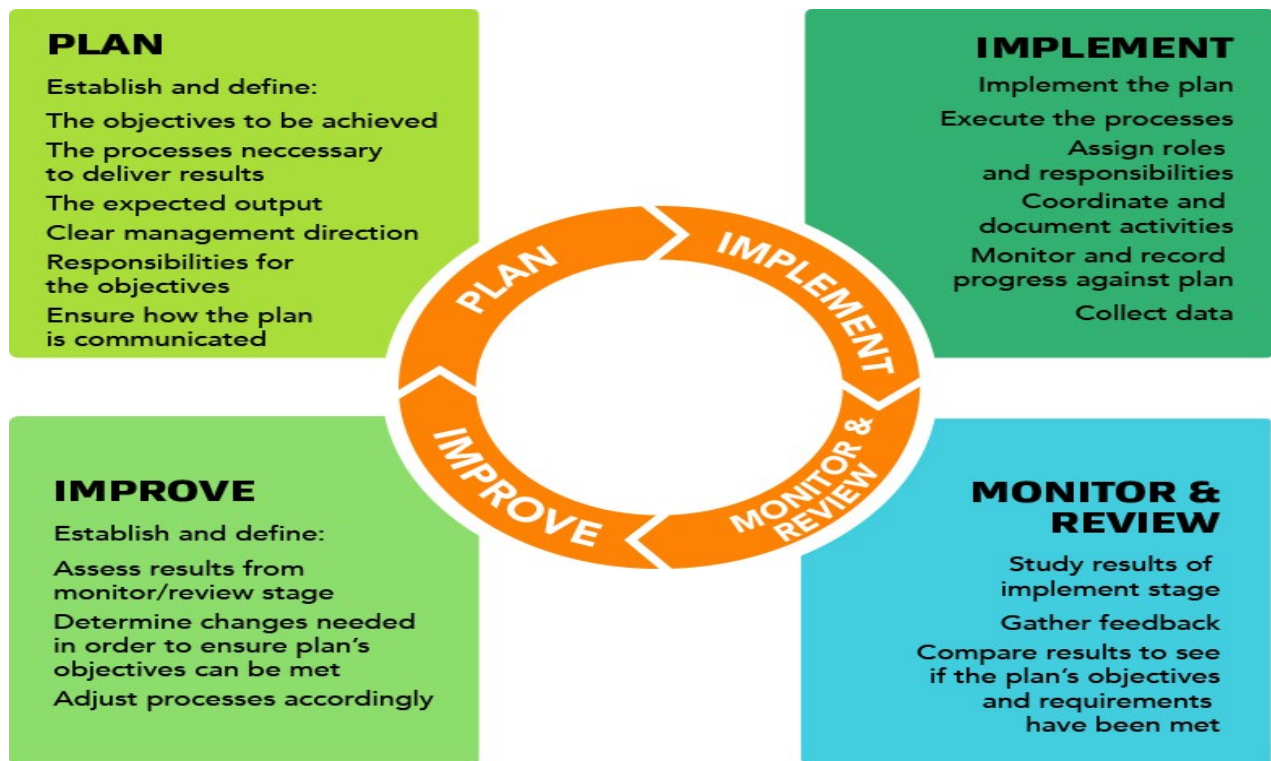 PLAN
Establish and define:
The objectives to be achieved
The processes neccessary
to deliver results
The expected output
Clear management direction
Responsibilities for
the objectives
Ensure how the plan
is communicated
IMPLEMENT
Implement the plan
Execute the processes
Assign roles
and responsibilities
Coordinate and
document activities
Monitor and record
progress against plan
Collect data
PLAN
IMPLEMENT
MONITOR &
REVIEW
IMPROVE
IMPROVE
Establish and define:
Assess results from
monitor/review stage
Determine changes needed
in order to ensure plan's
objectives can be met
Adjust processes accordingly
MONITOR &
REVIEW
Study results of
implement stage
Gather feedback
Compare results to see
if the plan's objectives
and requirements
have been met